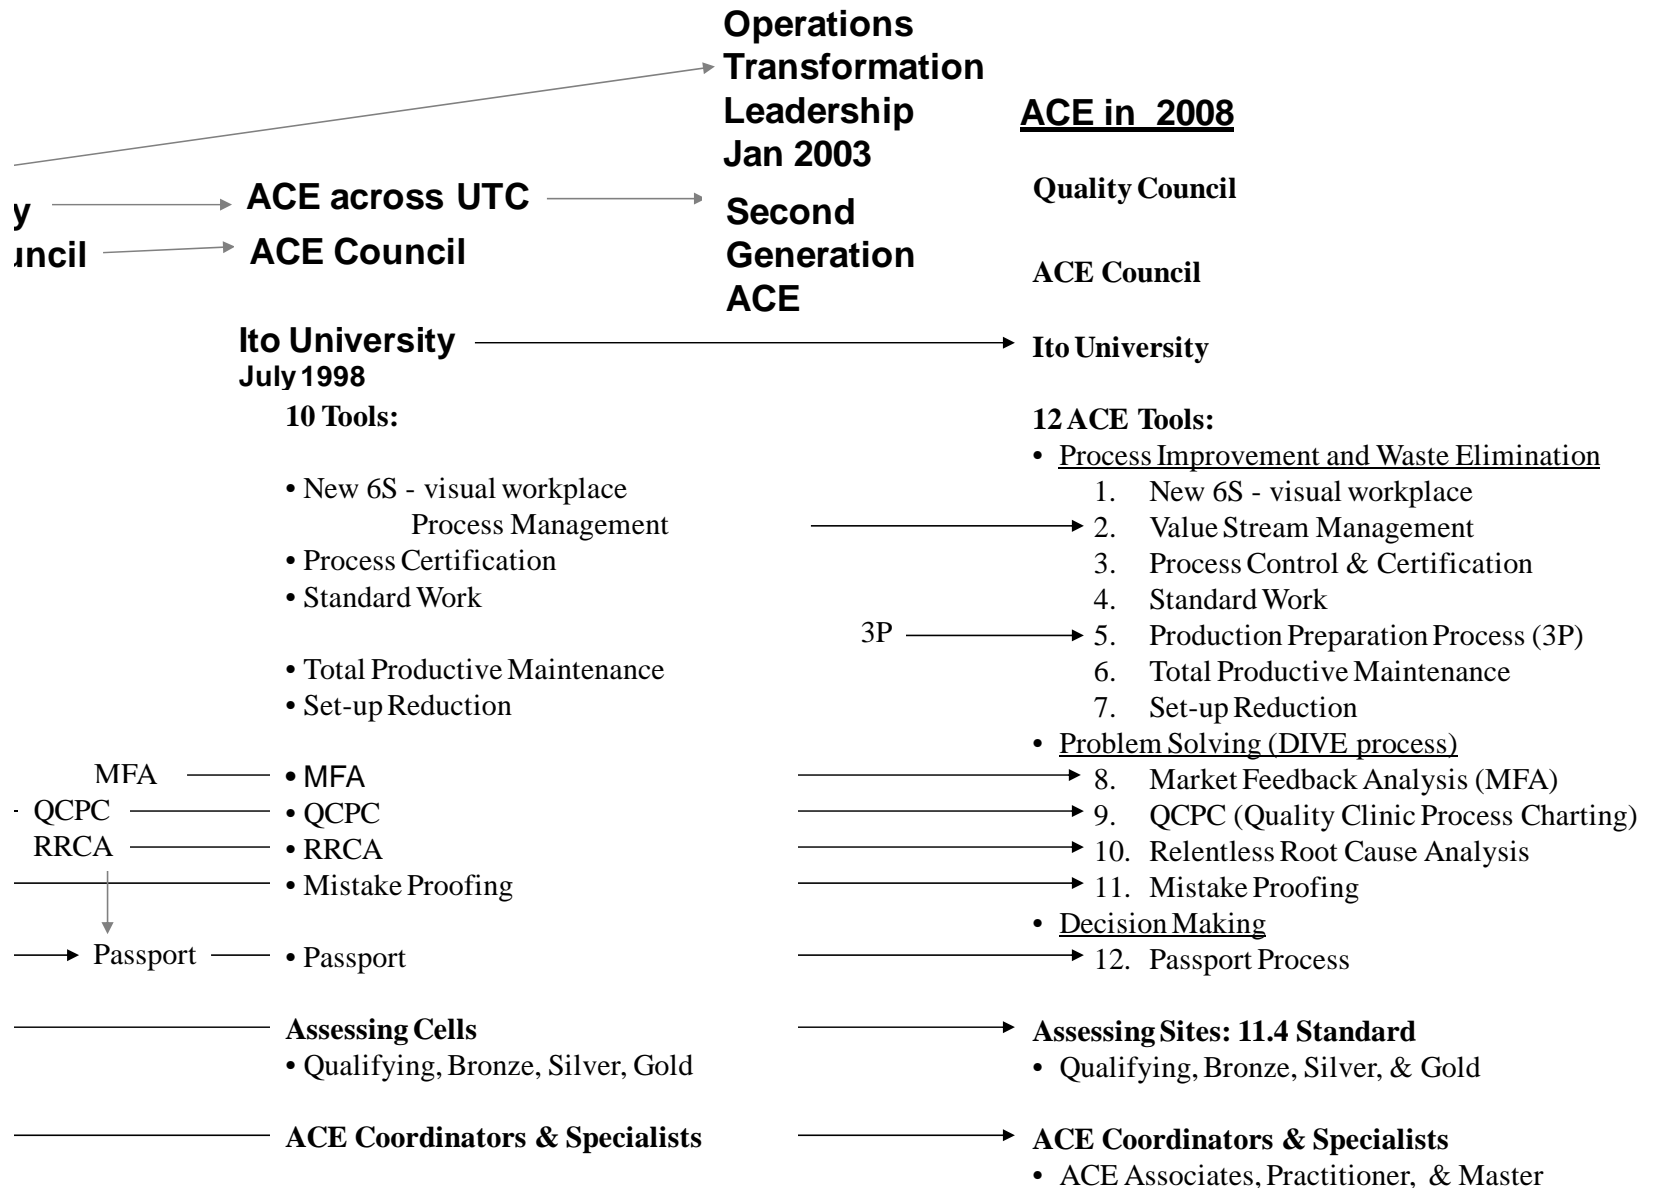 Operations
Transformation
Leadership
Jan 2003
ACE in 2008
Quality Council
y
ACE across UTC
Second
Generation
ACE
uncil
ACE Council
ACE Council
Ito University
July 1998
Ito University
10 Tools:
• New 6S - visual workplace
Process Management
• Process Certification
• Standard Work
• Total Productive Maintenance
• Set-up Reduction
MFA
• MFA
QCPC
• QCPC
RRCA
• RRCA
• Mistake Proofing
Passport
• Passport
Assessing Cells
• Qualifying, Bronze, Silver, Gold
ACE Coordinators & Specialists
3P
12 ACE Tools:
• Process Improvement and Waste Elimination
1. New 6S - visual workplace
2. Value Stream Management
3. Process Control & Certification
4. Standard Work
5. Production Preparation Process (3P)
6. Total Productive Maintenance
7. Set-up Reduction
• Problem Solving (DIVE process)
8. Market Feedback Analysis (MFA)
9. QCPC (Quality Clinic Process Charting)
10. Relentless Root Cause Analysis
11. Mistake Proofing
• Decision Making
12. Passport Process
Assessing Sites: 11.4 Standard
• Qualifying, Bronze, Silver, & Gold
ACE Coordinators & Specialists
• ACE Associates, Practitioner, & Master